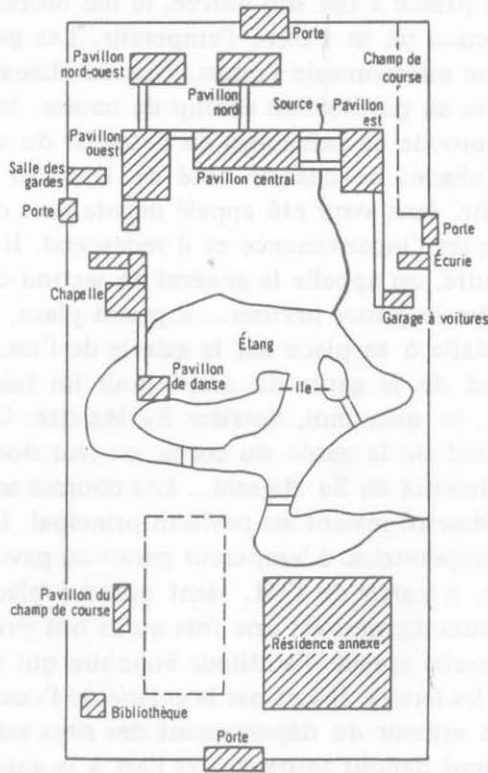 Porte
Pavillon
nord-ouest
Champ de
course
Pavillon
nord
Source
Pavillon
est
Pavillon
ouest
Salle des
gardes
Pavillon central
Porte
Porte
Écurie
Chapelle
Garage à voitures
Étang
Pavillon
de danse
Ile
Pavillon du
champ de course
Résidence annexe
Bibliothèque
Porte